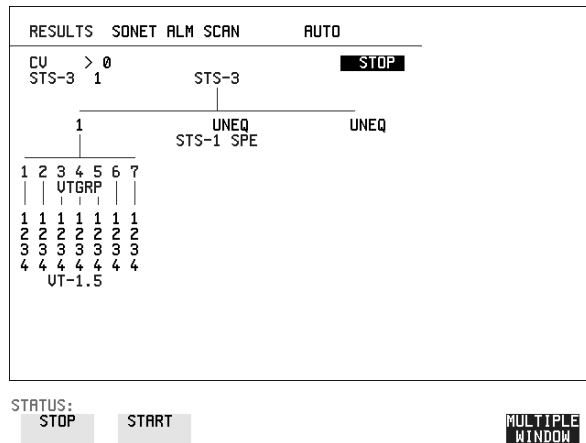 RESULTS SONET ALM SCAN AUTO
CV > 0 STOP
STS-3 1 STS-3
1 UNEQ UNEQ
STS-1 SPE
1 2 3 4 5 6 7
VTGRP
1 1 1 1 1 1 1
2 2 2 2 2 2 2
3 3 3 3 3 3 3
4 4 4 4 4 4 4
VT-1.5
STATUS:
STOP START MULTIPLE
WINDOW